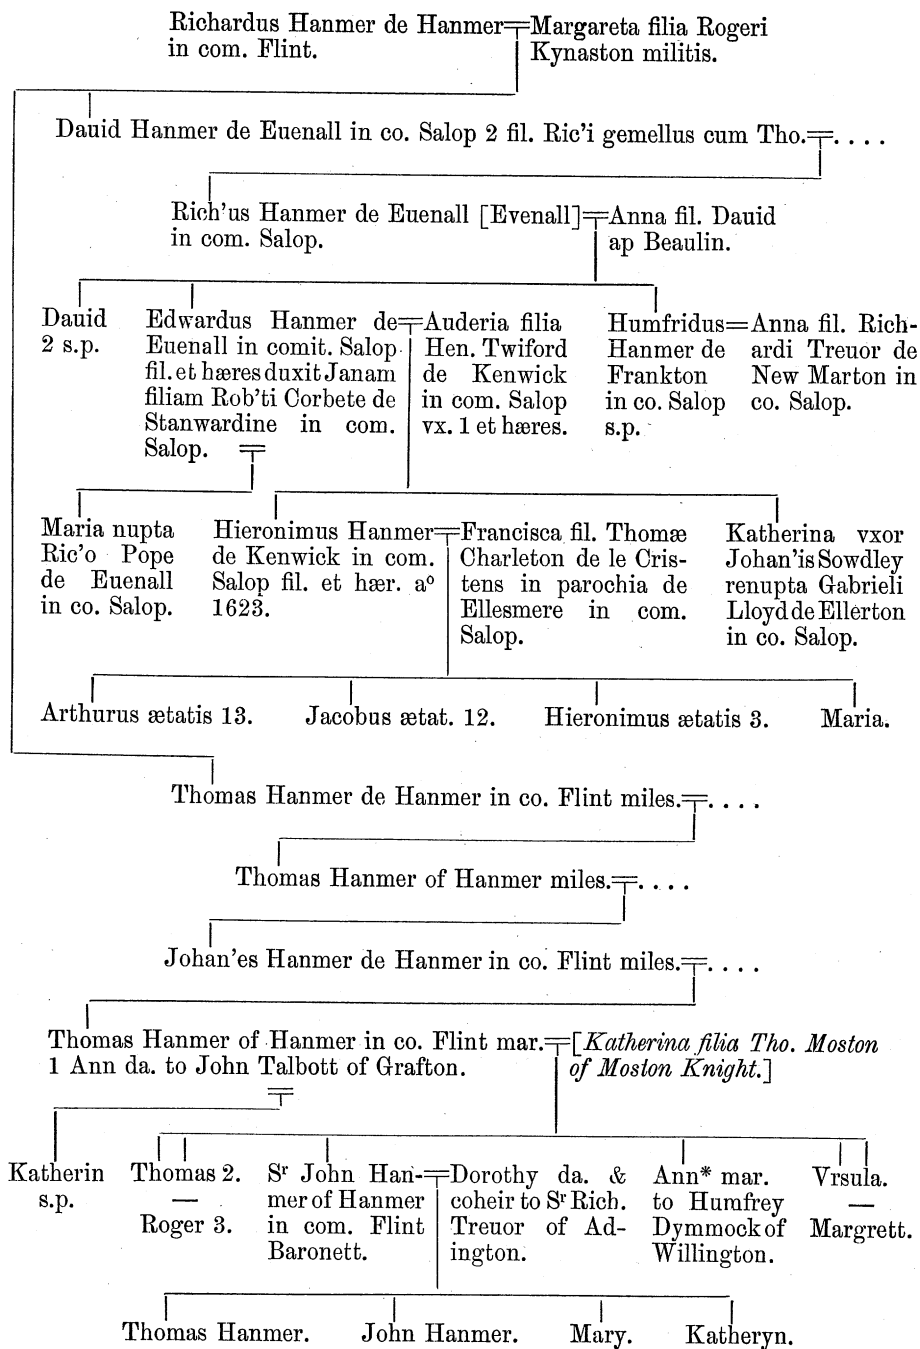 Richardus Hanmer de Hanmer
in com. Flint.
Margareta filia Rogeri
Kynaston militis.
Dauid Hanmer de Euenall in co. Salop 2 fil. Ric'i gemellus cum Tho. . . . .
Rich'us Hanmer de Euenall [Evenall]
in com. Salop.
Anna fil. Dauid
ap Beaulin.
Dauid
2 s.p.
Edwardus Hanmer de
Euenall in comit. Salop
fil. et hæres duxit Janam
filiam Rob'ti Corbete de
Stanwardine in com.
Salop.
Auderia filia
Hen. Twiford
de Kenwick
in com. Salop
vx. 1 et hæres.
Humfridus
Hanmer de
Frankton
in co. Salop
s.p.
Anna fil. Rich-
ardi Treuor de
New Marton in
co. Salop.
Maria nupta
Ric'o Pope
de Euenall
in co. Salop.
Hieronimus Hanmer
de Kenwick in com.
Salop fil. et hær. aº
1623.
Francisca fil. Thomæ
Charleton de le Cris-
tens in parochia de
Ellesmere in com.
Salop.
Katherina vxor
Johan'is Sowdley
renupta Gabrieli
Lloyd de Ellerton
in co. Salop.
Arthurus ætatis 13.
Jacobus ætat. 12.
Hieronimus ætatis 3.
Maria.
Thomas Hanmer de Hanmer in co. Flint miles. . . . .
Thomas Hanmer of Hanmer miles. . . . .
Johan'es Hanmer de Hanmer in co. Flint miles. . . . .
Thomas Hanmer of Hanmer in co. Flint mar.
1 Ann da. to John Talbott of Grafton.
[Katherina filia Tho. Moston
of Moston Knight.]
Katherin
s.p.
Thomas 2.
—
Roger 3.
Sʳ John Han-
mer of Hanmer
in com. Flint
Baronett.
Dorothy da. &
coheir to Sʳ Rich.
Treuor of Ad-
ington.
Ann* mar.
to Humfrey
Dymmock of
Willington.
Vrsula.
—
Margrett.
Thomas Hanmer.
John Hanmer.
Mary.
Katheryn.